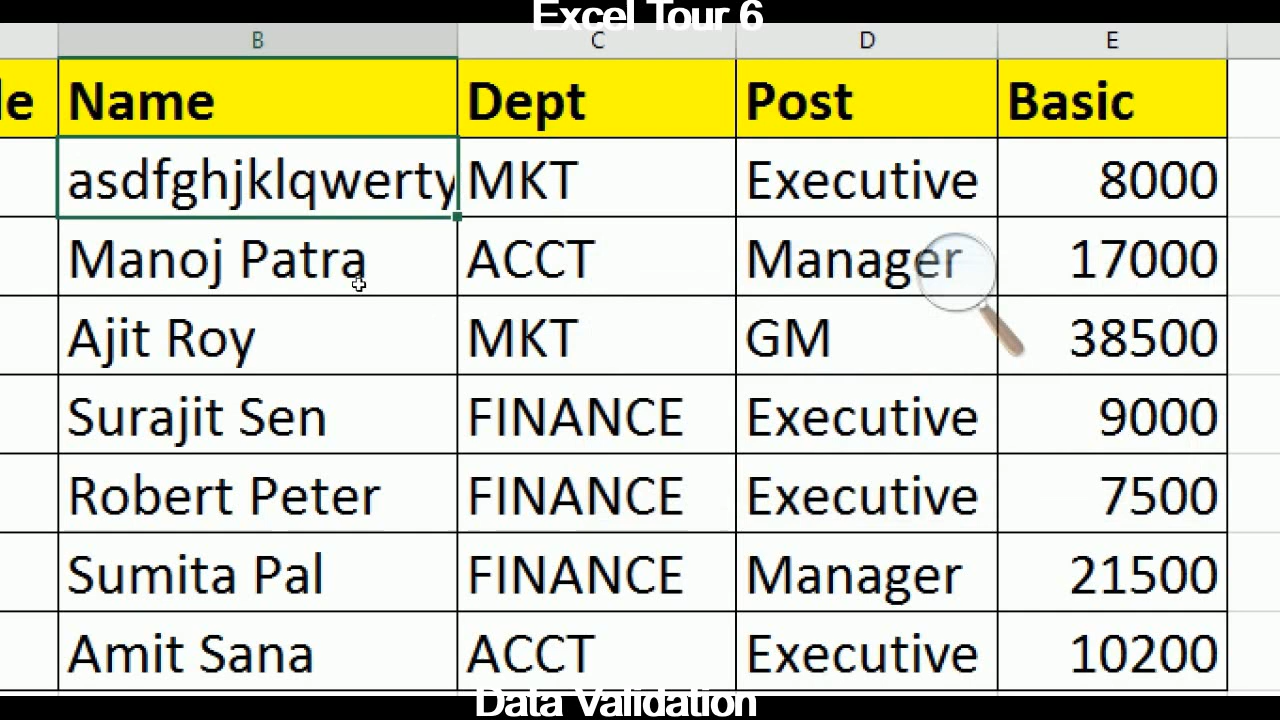 Excel Tour 6
B C D E
le Name Dept Post Basic
asdfghjklqwerty MKT Executive 8000
Manoj Patra ACCT Manager 17000
Ajit Roy MKT GM 38500
Surajit Sen FINANCE Executive 9000
Robert Peter FINANCE Executive 7500
Sumita Pal FINANCE Manager 21500
Amit Sana ACCT Executive 10200
Data Validation